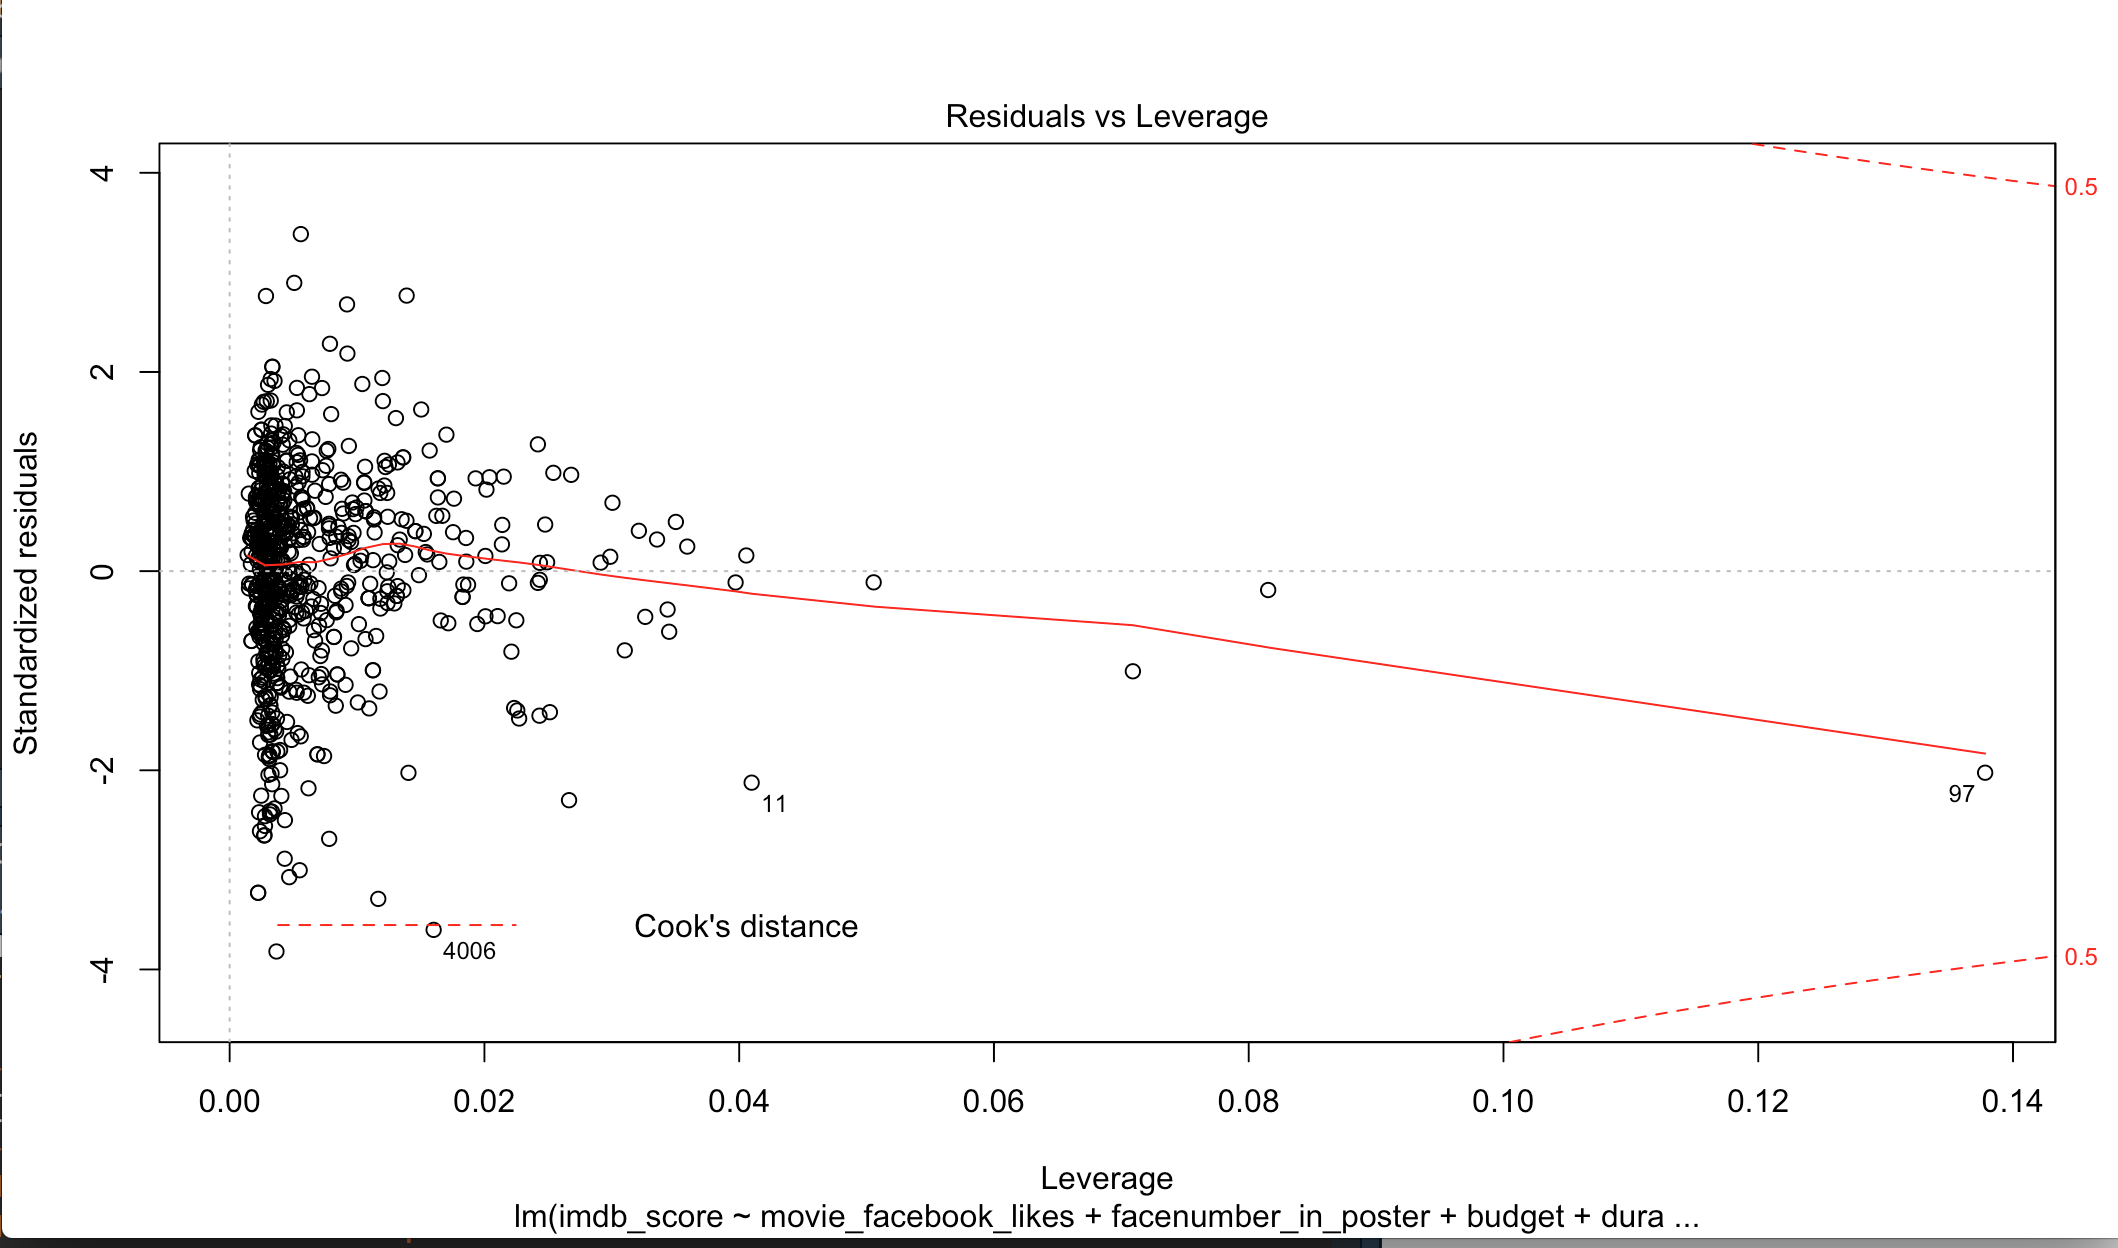 Residuals vs Leverage
Standardized residuals
4
2
0
-2
-4
0.5
0.5
11
97
4006
Cook's distance
0.00 0.02 0.04 0.06 0.08 0.10 0.12 0.14
Leverage
lm(imdb_score ~ movie_facebook_likes + facenumber_in_poster + budget + dura ...